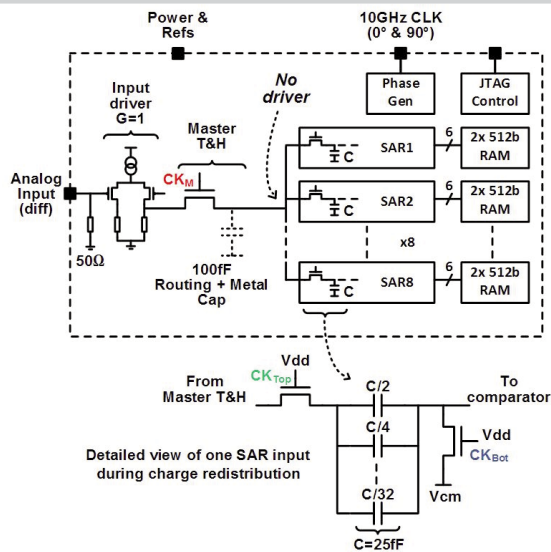 Power &
Refs
10GHz CLK
(0° & 90°)
Input
driver
G=1
No
driver
Phase
Gen
JTAG
Control
Master
T&H
CKM
Analog
Input
(diff)
50Ω
100fF
Routing + Metal
Cap
C
SAR1
6
2x 512b
RAM
C
SAR2
6
2x 512b
RAM
x8
C
SAR8
6
2x 512b
RAM
Vdd
CKTop
From
Master T&H
C/2
To
comparator
C/4
Vdd
CKBot
Detailed view of one SAR input
during charge redistribution
C/32
Vcm
C=25fF